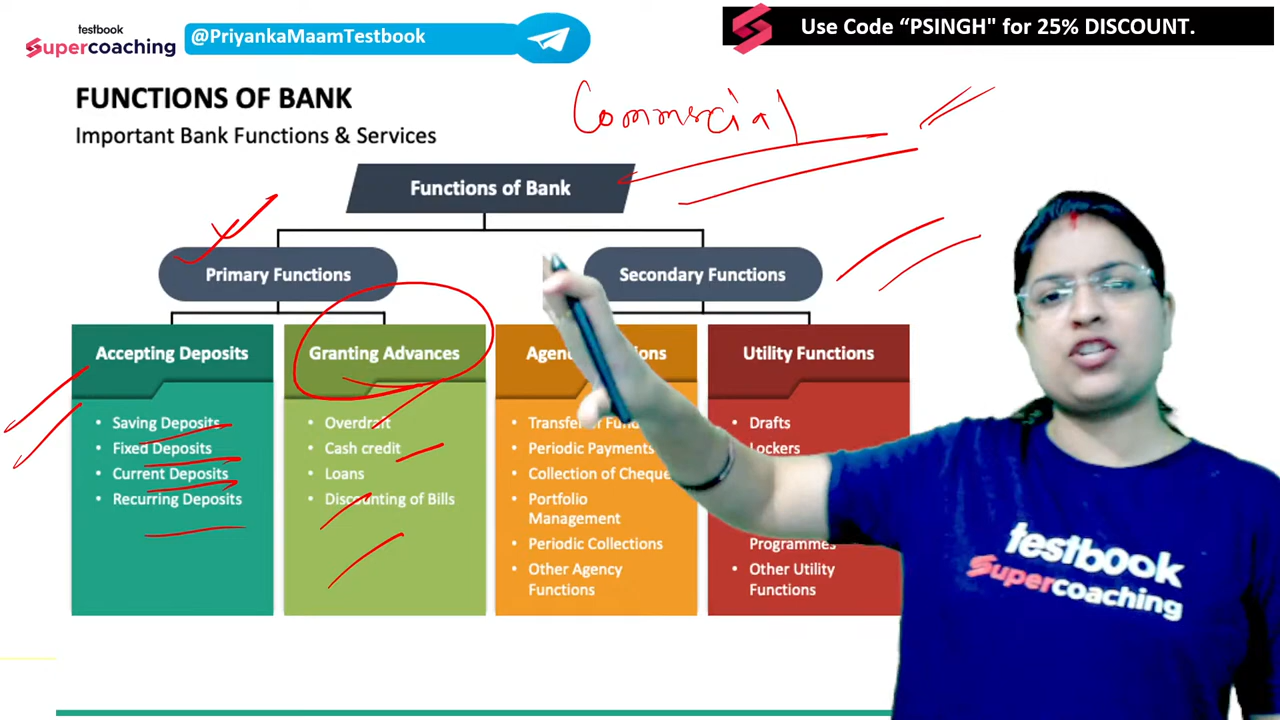 testbook
Supercoaching
@PriyankaMaamTestbook
Use Code “PSINGH" for 25% DISCOUNT.
FUNCTIONS OF BANK
Important Bank Functions & Services
Commercial
Functions of Bank
Primary Functions
Secondary Functions
Accepting Deposits
• Saving Deposits
• Fixed Deposits
• Current Deposits
• Recurring Deposits
Granting Advances
• Overdraft
• Cash credit
• Loans
• Discounting of Bills
• Periodic Payments
• Collection of Cheque
• Portfolio
Management
• Periodic Collections
• Other Agency
Functions
Utility Functions
• Drafts
Lockers
Programmes
• Other Utility
Functions
testbook
Supercoaching